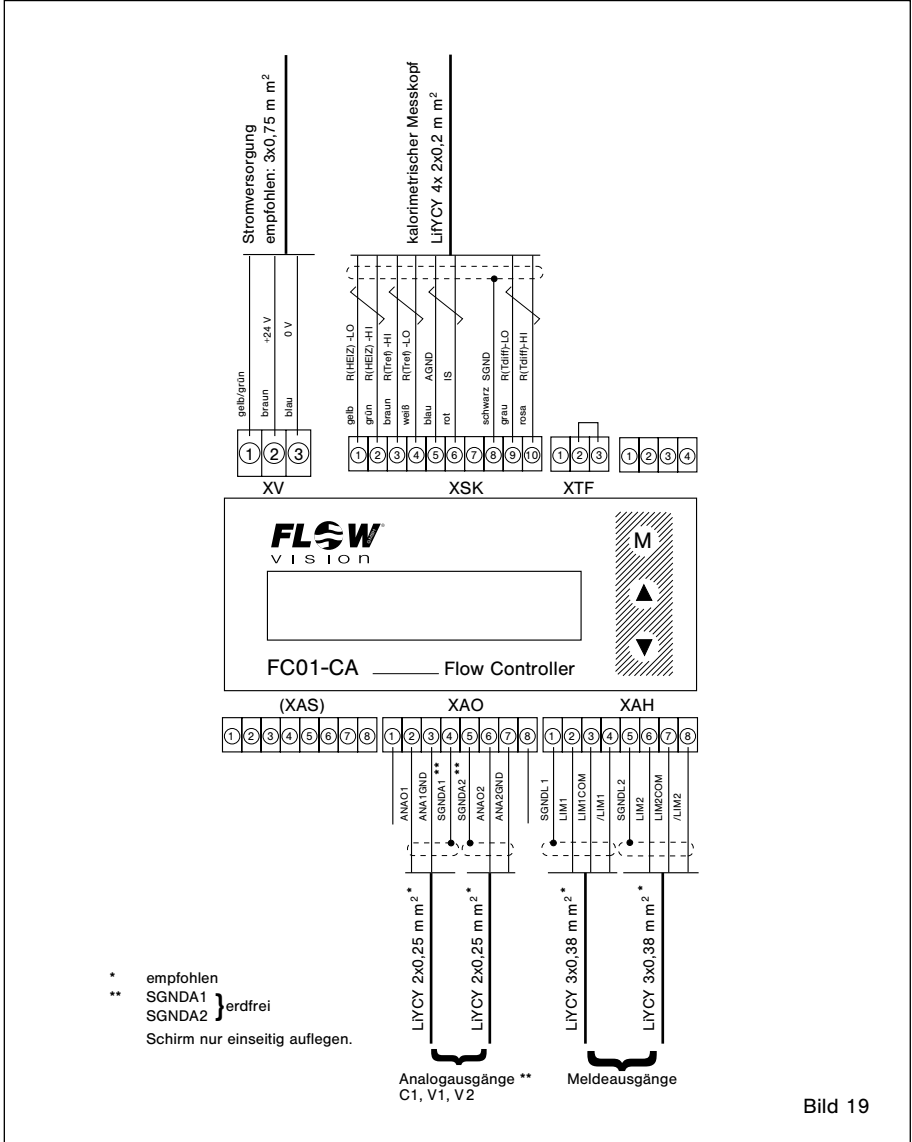 Stromversorgung
empfohlen: 3x0,75 m m²
kalorimetrischer Messkopf
LifYCY 4x 2x0,2 m m²
gelb/grün
braun +24 V
blau 0 V
gelb R(HEIZ) -LO
grün R(HEIZ) -HI
braun R(Tref) -HI
weiß R(Tref) -LO
blau AGND
rot IS
schwarz SGND
grau R(Tdiff)-LO
rosa R(Tdiff)-HI
1 2 3
1 2 3 4 5 6 7 8 9 10
1 2 3
1 2 3 4
XV XSK XTF
FLOW
vision
M
FC01-CA Flow Controller
(XAS) XAO XAH
1 2 3 4 5 6 7 8
1 2 3 4 5 6 7 8
1 2 3 4 5 6 7 8
ANAO1
ANA1GND
SGNDA1 **
SGNDA2 **
ANAO2
ANA2GND
SGNDL1
LIM1
LIM1COM
/LIM1
SGNDL2
LIM2
LIM2COM
/LIM2
LiYCY 2x0,25 m m² *
LiYCY 2x0,25 m m² *
LiYCY 3x0,38 m m² *
LiYCY 3x0,38 m m² *
* empfohlen
** SGNDA1
SGNDA2 } erdfrei
Schirm nur einseitig auflegen.
Analogausgänge **
C1, V1, V2
Meldeausgänge
Bild 19